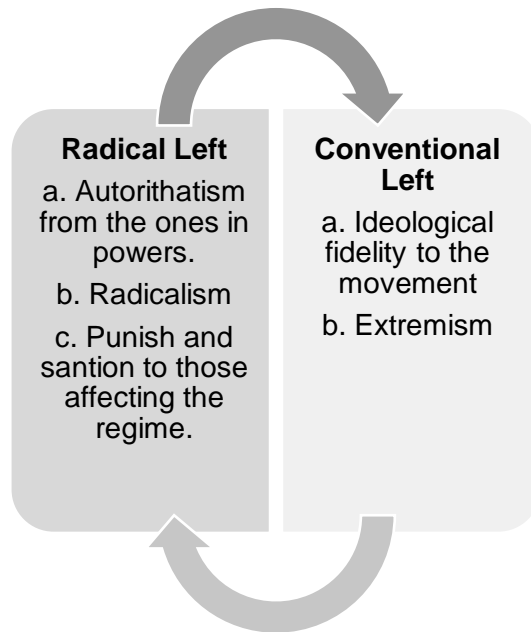 Radical Left
a. Autorithatism
from the ones in
powers.
b. Radicalism
c. Punish and
santion to those
affecting the
regime.
Conventional
Left
a. Ideological
fidelity to the
movement
b. Extremism